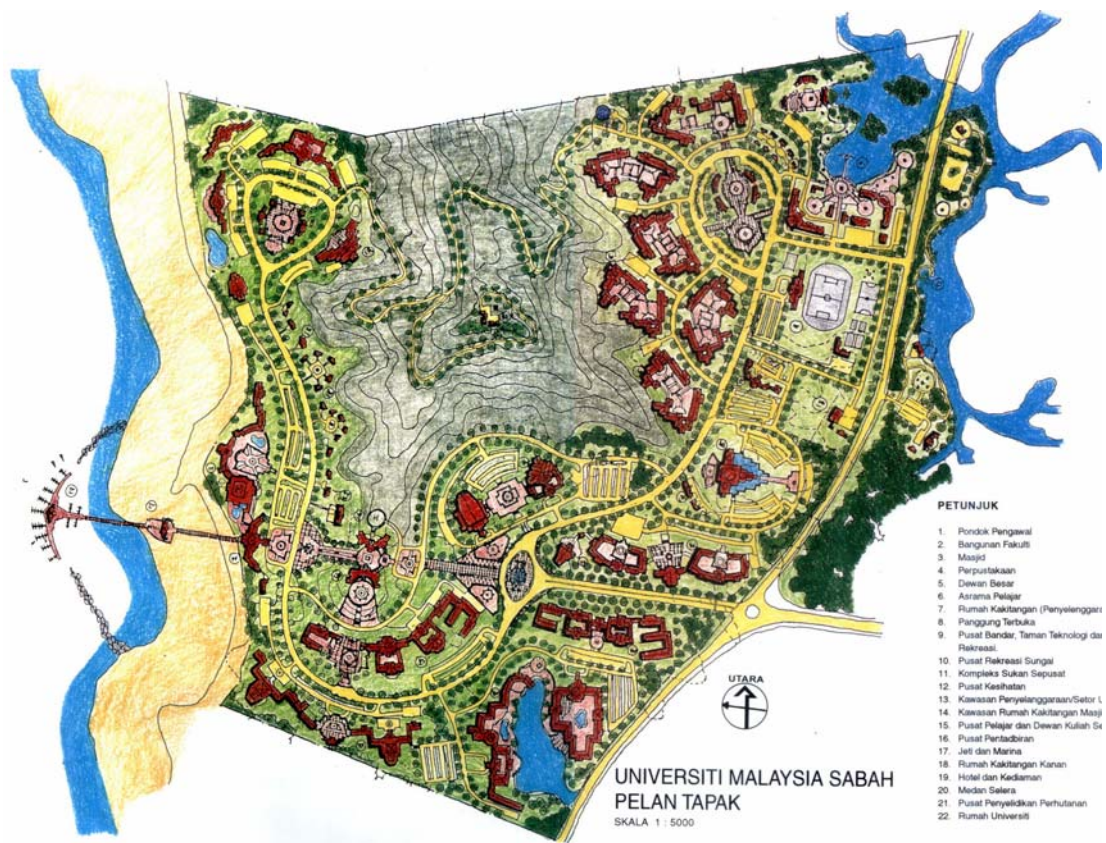 PETUNJUK
1. Pondok Pengawal
2. Bangunan Fakulti
3. Masjid
4. Perpustakaan
5. Dewan Besar
6. Asrama Pelajar
7. Rumah Kakitangan (Penyelenggara
8. Panggung Terbuka
9. Pusat Bandar, Taman Teknologi da
Rekreasi.
10. Pusat Rekreasi Sungai
11. Kompleks Sukan Sepusat
12. Pusat Kesihatan
13. Kawasan Penyelanggaraan/Setor U
14. Kawasan Rumah Kakitangan Masji
15. Pusat Pelajar dan Dewan Kuliah Se
16. Pusat Pentadbiran
17. Jeti dan Marina
18. Rumah Kakitangan Kanan
19. Hotel dan Kediaman
20. Medan Selera
21. Pusat Penyelidikan Perhutanan
22. Rumah Universiti
UTARA
UNIVERSITI MALAYSIA SABAH
PELAN TAPAK
SKALA 1 : 5000